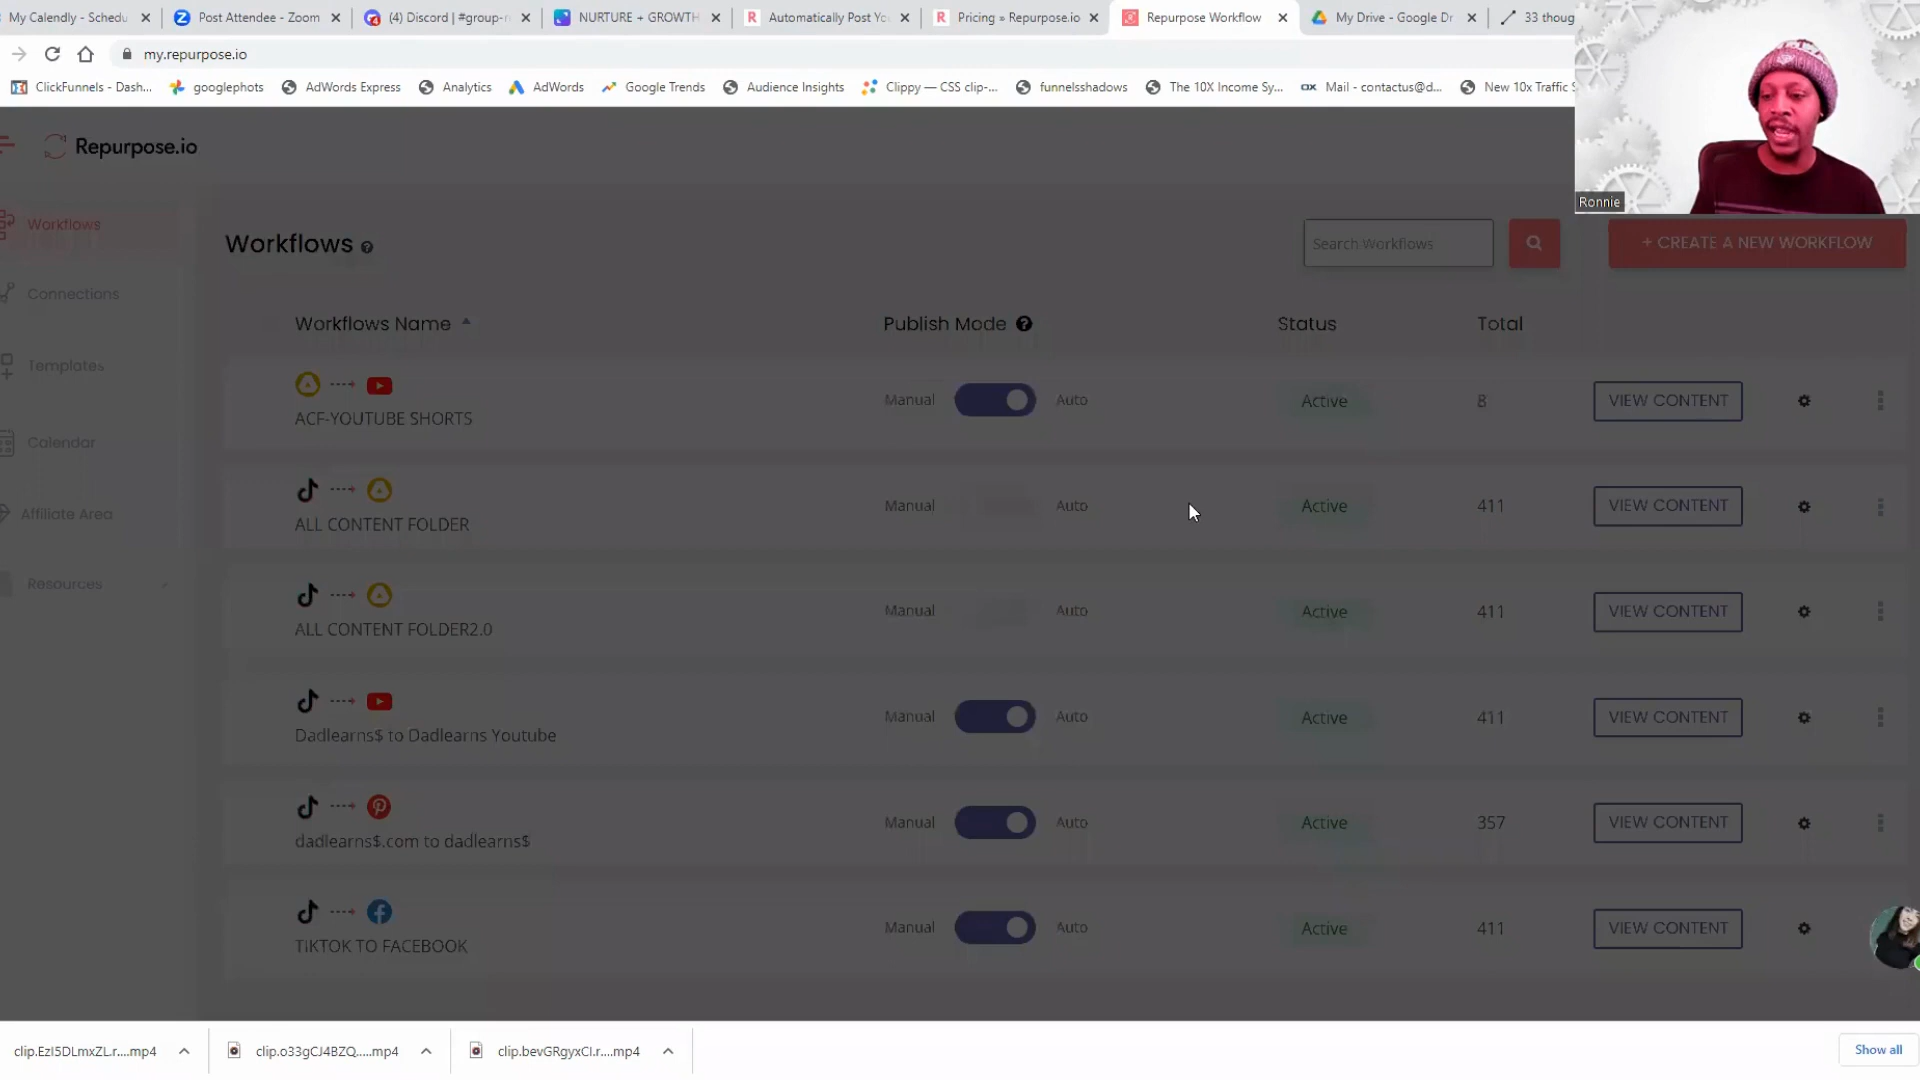 My Calendly - Schedu
Post Attendee - Zoom
(4) Discord | #group-r
NURTURE + GROWTH
Automatically Post Yo
Pricing » Repurpose.io
Repurpose Workflow
My Drive - Google Dr
33 thoug
my.repurpose.io
ClickFunnels - Dash...
googlephots
AdWords Express
Analytics
AdWords
Google Trends
Audience Insights
Clippy — CSS clip-...
funnelsshadows
The 10X Income Sy...
Mail - contactus@d...
New 10x Traffic S
Ronnie
Repurpose.io
Workflows
Connections
Templates
Calendar
Affiliate Area
Resources
Workflows
Search Workflows
+ CREATE A NEW WORKFLOW
Workflows Name Publish Mode Status Total
ACF-YOUTUBE SHORTS Manual Auto Active 8 VIEW CONTENT
ALL CONTENT FOLDER Manual Auto Active 411 VIEW CONTENT
ALL CONTENT FOLDER2.0 Manual Auto Active 411 VIEW CONTENT
Dadlearns$ to Dadlearns Youtube Manual Auto Active 411 VIEW CONTENT
dadlearns$.com to dadlearns$ Manual Auto Active 357 VIEW CONTENT
TIKTOK TO FACEBOOK Manual Auto Active 411 VIEW CONTENT
clip.EzI5DLmxZL.r....mp4
clip.o33gCJ4BZQ.....mp4
clip.bevGRgyxCI.r....mp4
Show all